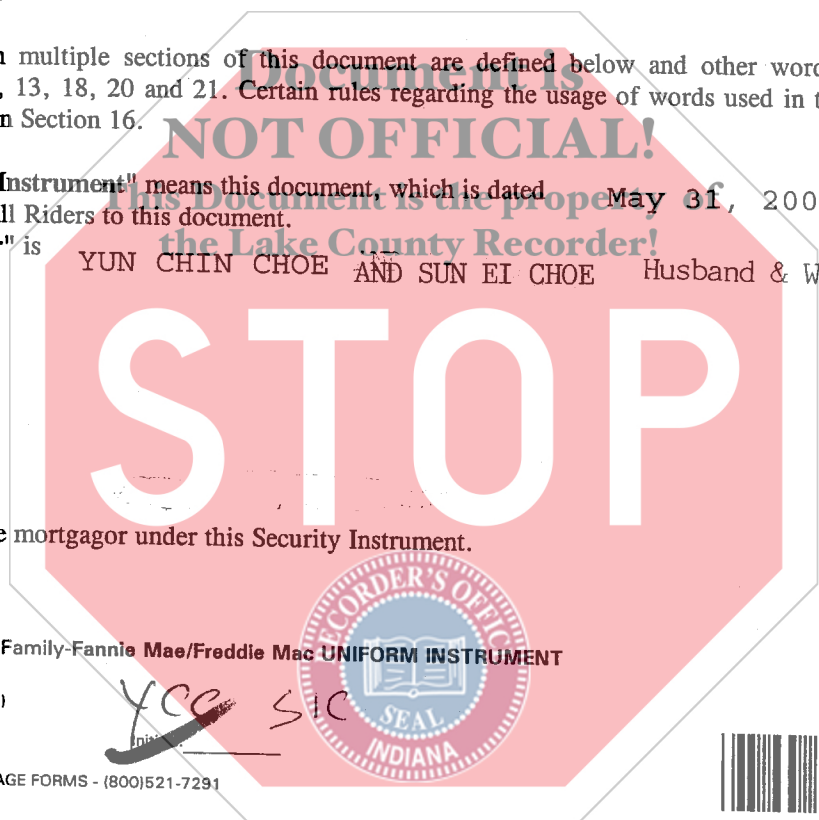 multiple sections of this document are defined below and other
Document is
, 13, 18, 20 and 21. Certain rules regarding the usage of words used in
n Section 16.
NOT OFFICIAL!
Instrument" means this document, which is dated May 31, 200
This Document is the property of
ll Riders to this document.
the Lake County Recorder!
" is
YUN CHIN CHOE AND SUN EI CHOE Husband & W
STOP
e mortgagor under this Security Instrument.
RECORDER'S OFFICE
Family-Fannie Mae/Freddie Mac UNIFORM INSTRUMENT
YCC SIC
SEAL
INDIANA
AGE FORMS - (800)521-7291